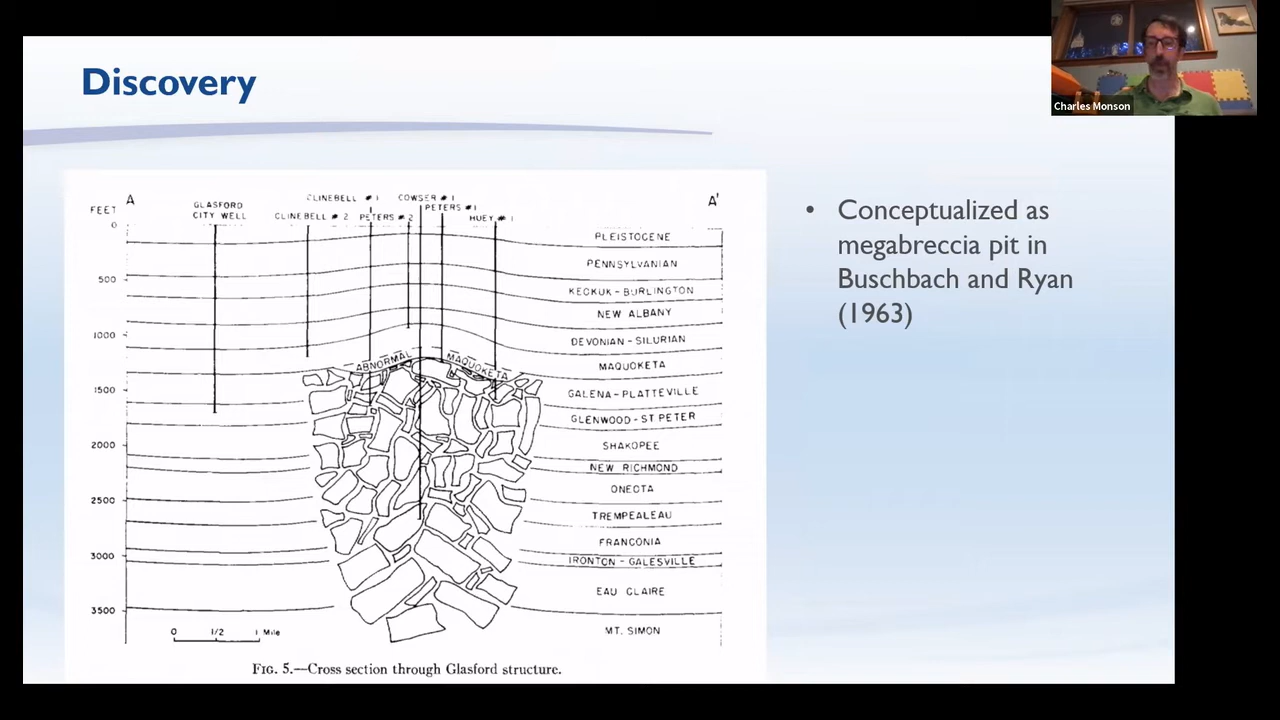 Discovery
Charles Monson
A
A'
FEET
GLASFORD
CITY WELL
CLINEBELL # 1
CLINEBELL # 2
PETERS # 2
COWSER # 1
PETERS # 1
HUEY # 1
0
500
1000
1500
2000
2500
3000
3500
PLEISTOCENE
PENNSYLVANIAN
KEOKUK - BURLINGTON
NEW ALBANY
DEVONIAN - SILURIAN
MAQUOKETA
GALENA - PLATTEVILLE
GLENWOOD - ST PETER
SHAKOPEE
NEW RICHMOND
ONEOTA
TREMPEALEAU
FRANCONIA
IRONTON - GALESVILLE
EAU CLAIRE
MT. SIMON
ABNORMAL MAQUOKETA
0 1/2 1 Mile
FIG. 5.—Cross section through Glasford structure.
• Conceptualized as
megabreccia pit in
Buschbach and Ryan
(1963)